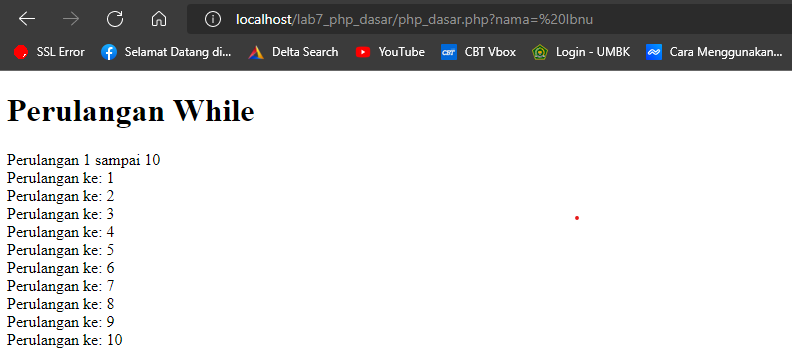 localhost/lab7_php_dasar/php_dasar.php?nama=%20Ibnu
SSL Error Selamat Datang di... Delta Search YouTube CBT CBT Vbox Login - UMBK Cara Menggunakan...
Perulangan While
Perulangan 1 sampai 10
Perulangan ke: 1
Perulangan ke: 2
Perulangan ke: 3
Perulangan ke: 4
Perulangan ke: 5
Perulangan ke: 6
Perulangan ke: 7
Perulangan ke: 8
Perulangan ke: 9
Perulangan ke: 10